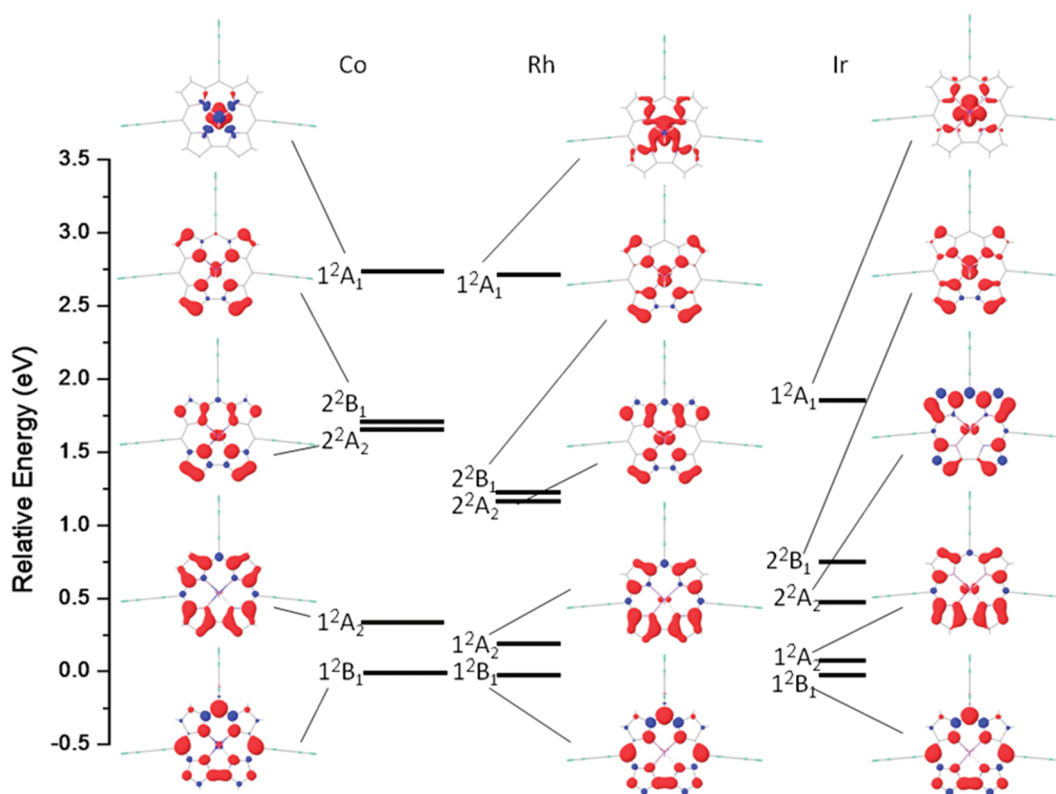 Co Rh Ir
Relative Energy (eV)
3.5
3.0
2.5
2.0
1.5
1.0
0.5
0.0
-0.5
1²A₁
2²B₁
2²A₂
1²A₂
1²B₁
1²A₁
2²B₁
2²A₂
1²A₂
1²B₁
1²A₁
2²B₁
2²A₂
1²A₂
1²B₁